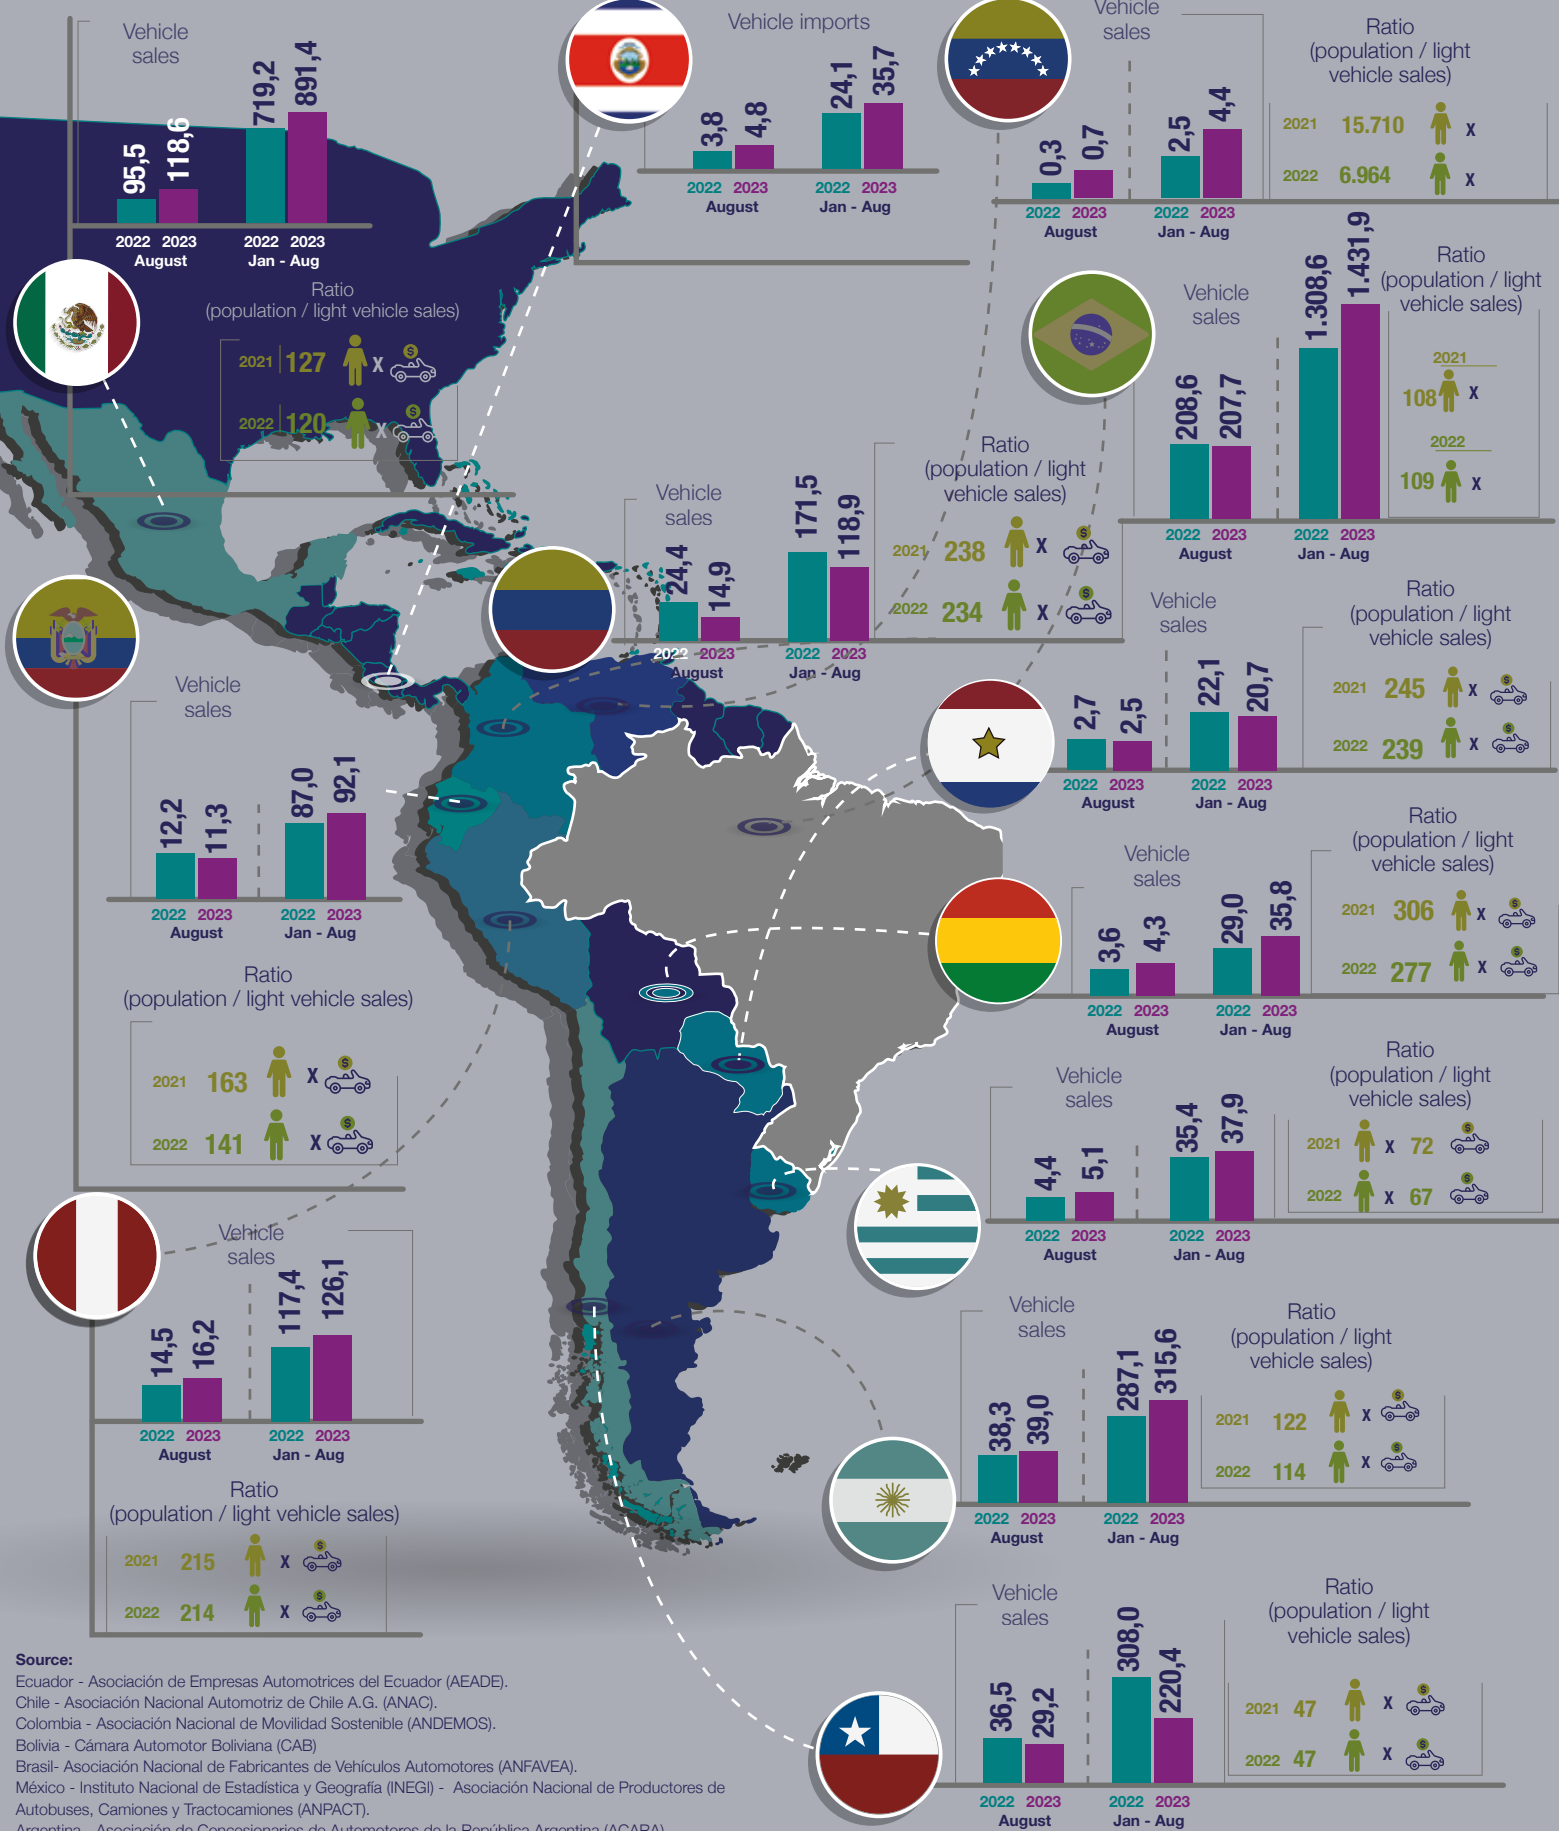 Vehicle
sales
95,5
118,6
719,2
891,4
2022 2023
August
2022 2023
Jan - Aug
Ratio
(population / light vehicle sales)
2021 127 X $
2022 120 X $
Vehicle imports
3,8
4,8
24,1
35,7
2022 2023
August
2022 2023
Jan - Aug
Vehicle
sales
0,3
0,7
2,5
4,4
2022 2023
August
2022 2023
Jan - Aug
Ratio
(population / light
vehicle sales)
2021 15.710 X
2022 6.964 X
Vehicle
sales
208,6
207,7
1.308,6
1.431,9
2022 2023
August
2022 2023
Jan - Aug
Ratio
(population / light
vehicle sales)
2021
108 X
2022
109 X
Vehicle
sales
24,4
14,9
171,5
118,9
2022 2023
August
2022 2023
Jan - Aug
Ratio
(population / light
vehicle sales)
2021 238 X $
2022 234 X $
Vehicle
sales
2,7
2,5
22,1
20,7
2022 2023
August
2022 2023
Jan - Aug
Ratio
(population / light
vehicle sales)
2021 245 X $
2022 239 X $
Vehicle
sales
12,2
11,3
87,0
92,1
2022 2023
August
2022 2023
Jan - Aug
Ratio
(population / light vehicle sales)
2021 163 X $
2022 141 X $
Vehicle
sales
3,6
4,3
29,0
35,8
2022 2023
August
2022 2023
Jan - Aug
Ratio
(population / light
vehicle sales)
2021 306 X $
2022 277 X $
Vehicle
sales
4,4
5,1
35,4
37,9
2022 2023
August
2022 2023
Jan - Aug
Ratio
(population / light
vehicle sales)
2021 X 72 $
2022 X 67 $
Vehicle
sales
14,5
16,2
117,4
126,1
2022 2023
August
2022 2023
Jan - Aug
Ratio
(population / light vehicle sales)
2021 215 X $
2022 214 X $
Vehicle
sales
38,3
39,0
287,1
315,6
2022 2023
August
2022 2023
Jan - Aug
Ratio
(population / light
vehicle sales)
2021 122 X $
2022 114 X $
Vehicle
sales
36,5
29,2
308,0
220,4
2022 2023
August
2022 2023
Jan - Aug
Ratio
(population / light
vehicle sales)
2021 47 X $
2022 47 X $
Source:
Ecuador - Asociación de Empresas Automotrices del Ecuador (AEADE).
Chile - Asociación Nacional Automotriz de Chile A.G. (ANAC).
Colombia - Asociación Nacional de Movilidad Sostenible (ANDEMOS).
Bolivia - Cámara Automotor Boliviana (CAB)
Brasil- Asociación Nacional de Fabricantes de Vehículos Automotores (ANFAVEA).
México - Instituto Nacional de Estadística y Geografía (INEGI) - Asociación Nacional de Productores de
Autobuses, Camiones y Tractocamiones (ANPACT).
Argentina - Asociación de Concesionarios de Automotores de la República Argentina (ACARA)